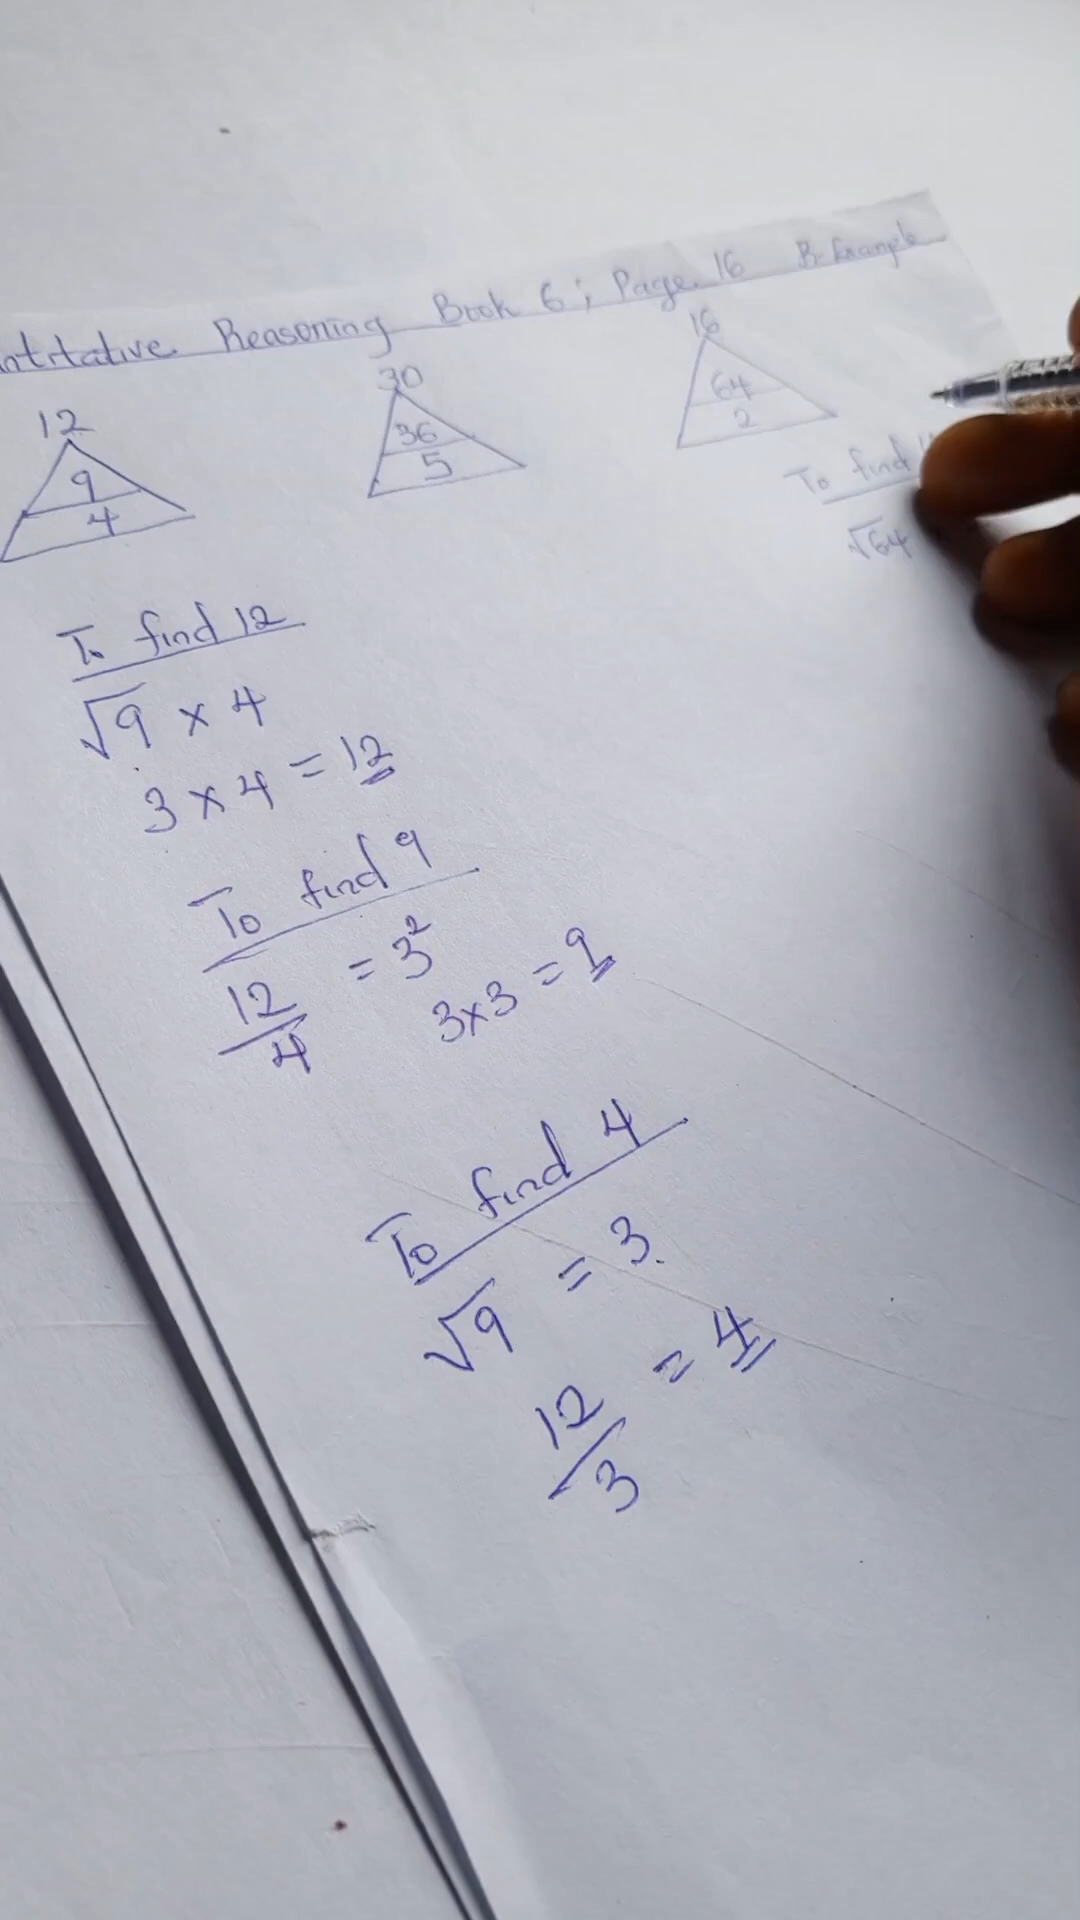 Reasoning Book 6; Page 16 B-Example
12
9
4
30
36
5
16
64
2
To find
√64
To find 12
√9 × 4
3 × 4 = 12
To find 9
12/4 = 3²
3×3 = 9
To find 4
√9 = 3
12/3 = 4